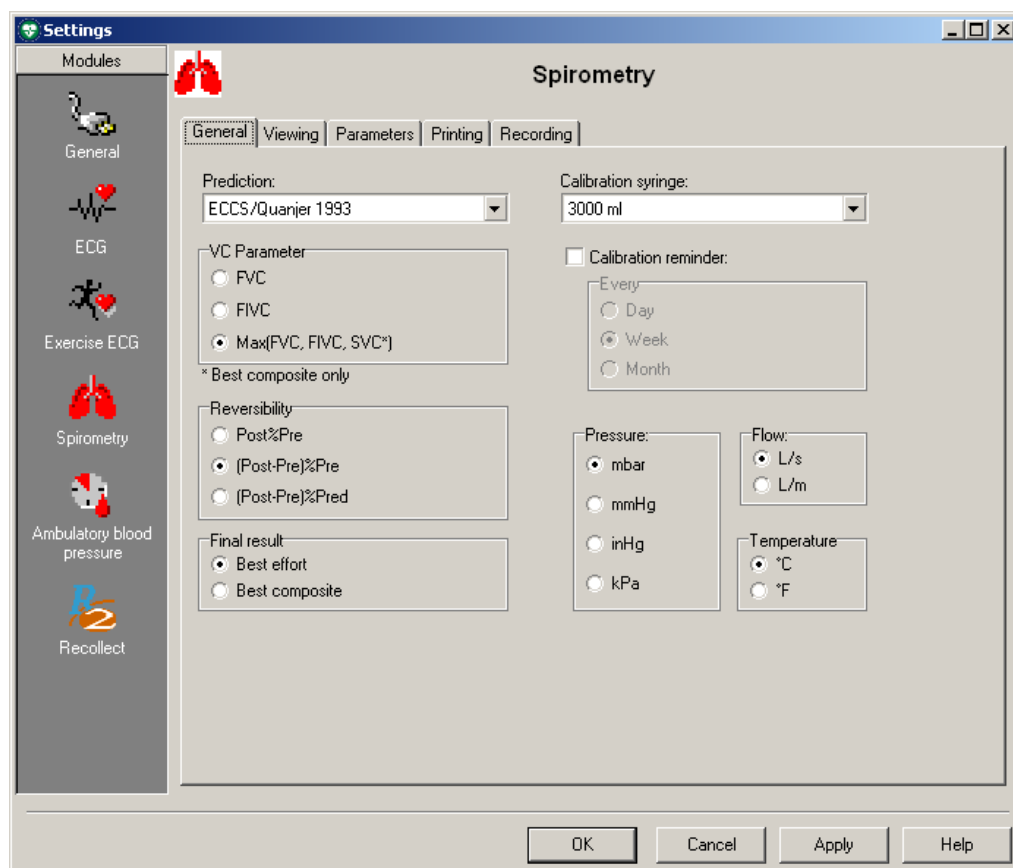 Settings
Modules
General
ECG
Exercise ECG
Spirometry
Ambulatory blood
pressure
Recollect
Spirometry
General Viewing Parameters Printing Recording
Prediction:
ECCS/Quanjer 1993
VC Parameter
FVC
FIVC
Max(FVC, FIVC, SVC*)
* Best composite only
Reversibility
Post%Pre
(Post-Pre)%Pre
(Post-Pre)%Pred
Final result
Best effort
Best composite
Calibration syringe:
3000 ml
Calibration reminder:
Every
Day
Week
Month
Pressure:
mbar
mmHg
inHg
kPa
Flow:
L/s
L/m
Temperature
°C
°F
OK Cancel Apply Help